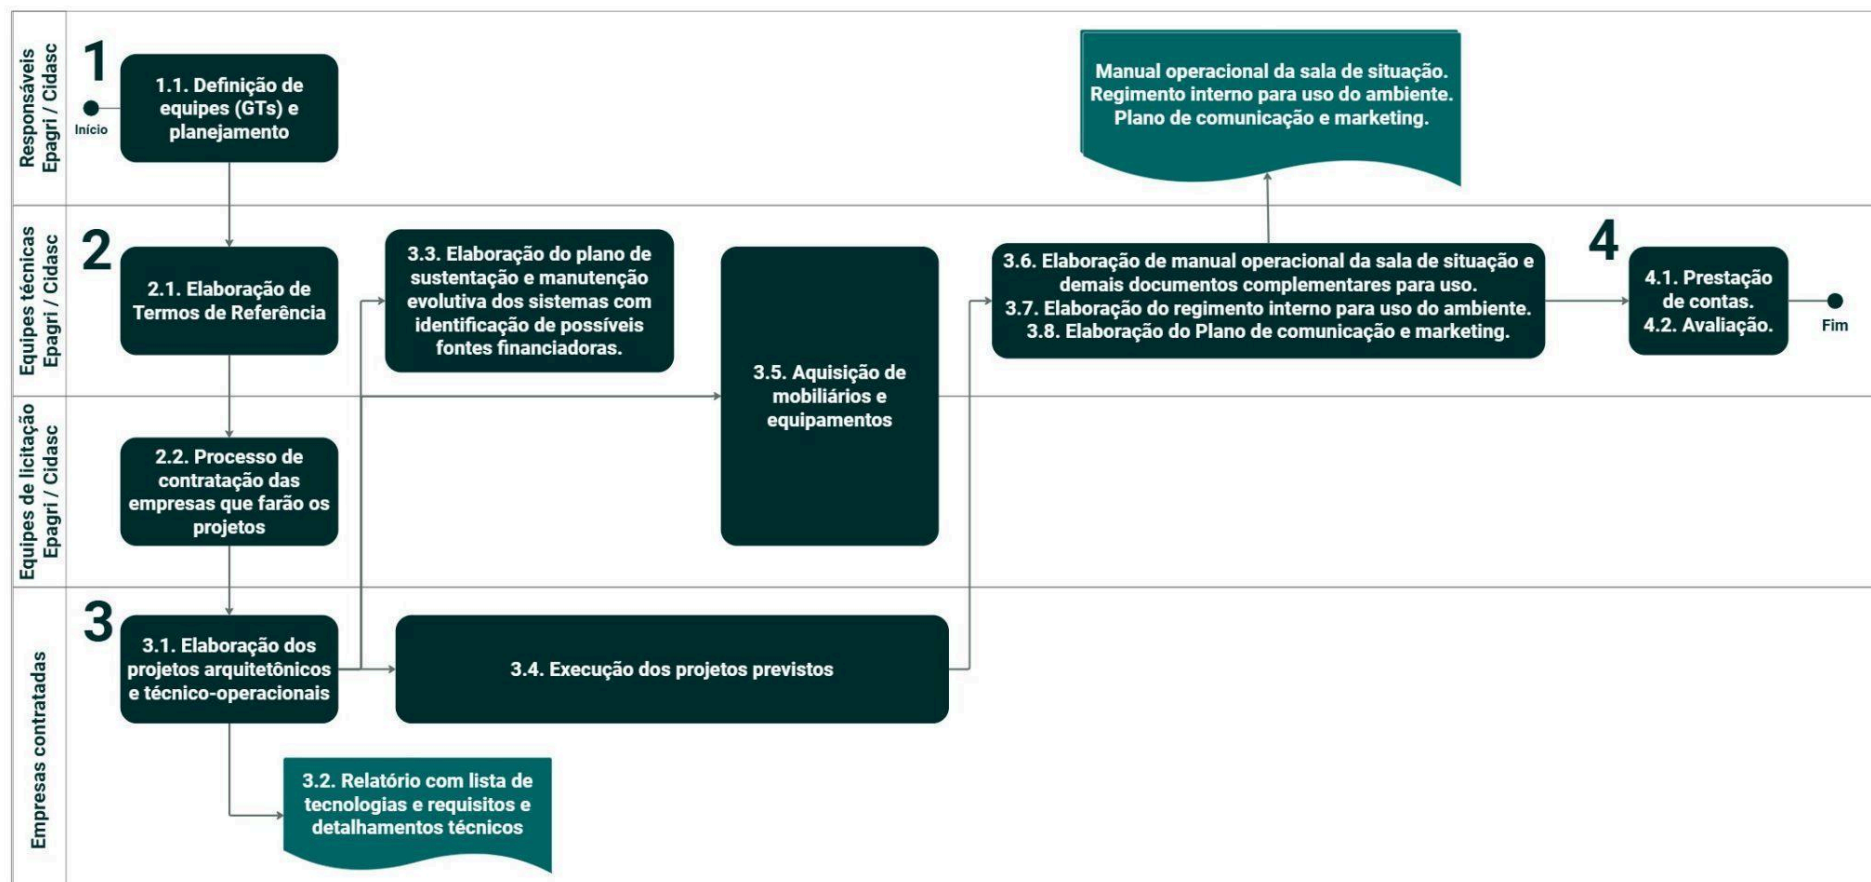 Responsáveis
Epagri / Cidasc
1
Início
1.1. Definição de
equipes (GTs) e
planejamento
Manual operacional da sala de situação.
Regimento interno para uso do ambiente.
Plano de comunicação e marketing.
Equipes técnicas
Epagri / Cidasc
2
2.1. Elaboração de
Termos de Referência
3.3. Elaboração do plano de
sustentação e manutenção
evolutiva dos sistemas com
identificação de possíveis
fontes financiadoras.
3.5. Aquisição de
mobiliários e
equipamentos
3.6. Elaboração de manual operacional da sala de situação e
demais documentos complementares para uso.
3.7. Elaboração do regimento interno para uso do ambiente.
3.8. Elaboração do Plano de comunicação e marketing.
4
4.1. Prestação
de contas.
4.2. Avaliação.
Fim
Equipes de licitação
Epagri / Cidasc
2.2. Processo de
contratação das
empresas que farão os
projetos
Empresas contratadas
3
3.1. Elaboração dos
projetos arquitetônicos
e técnico-operacionais
3.4. Execução dos projetos previstos
3.2. Relatório com lista de
tecnologias e requisitos e
detalhamentos técnicos